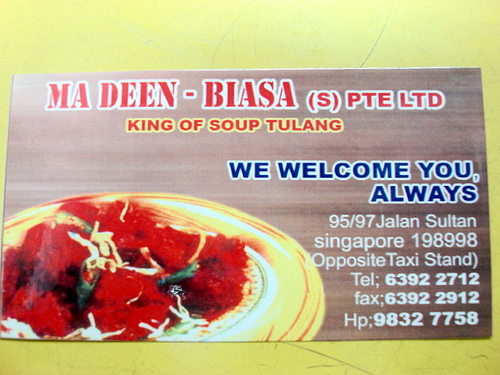 MA DEEN - BIASA (S) PTE LTD
KING OF SOUP TULANG
WE WELCOME YOU,
ALWAYS
95/97Jalan Sultan
singapore 198998
(OppositeTaxi Stand)
Tel; 6392 2712
fax;6392 2912
Hp;9832 7758